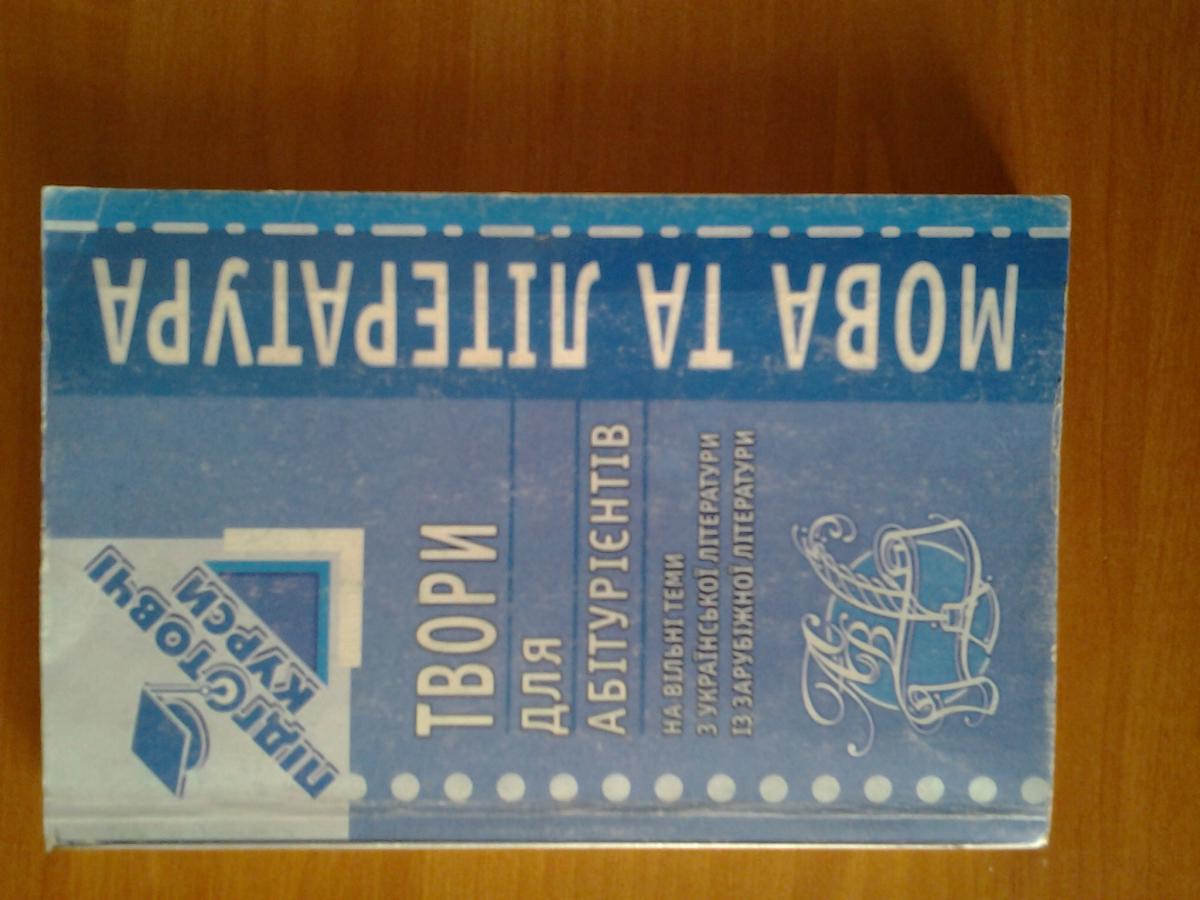 ПІДГОТОВЧІ
КУРСИ
ТВОРИ
ДЛЯ
АБІТУРІЄНТІВ
НА ВІЛЬНІ ТЕМИ
З УКРАЇНСЬКОЇ ЛІТЕРАТУРИ
ІЗ ЗАРУБІЖНОЇ ЛІТЕРАТУРИ
МОВА ТА ЛІТЕРАТУРА